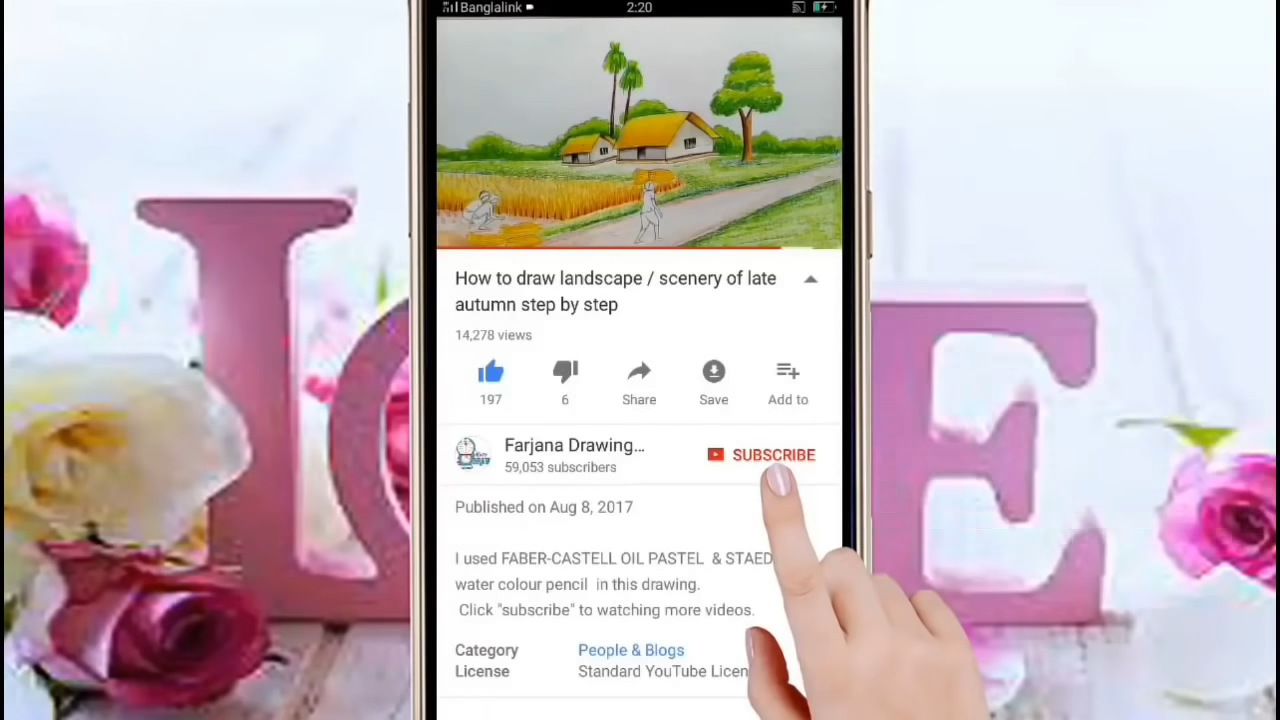 Banglalink
2:20
How to draw landscape / scenery of late
autumn step by step
14,278 views
197
6
Share
Save
Add to
Farjana Drawing...
59,053 subscribers
SUBSCRIBE
Published on Aug 8, 2017
I used FABER-CASTELL OIL PASTEL & STAED
water colour pencil in this drawing.
Click "subscribe" to watching more videos.
Category
People & Blogs
License
Standard YouTube Licen